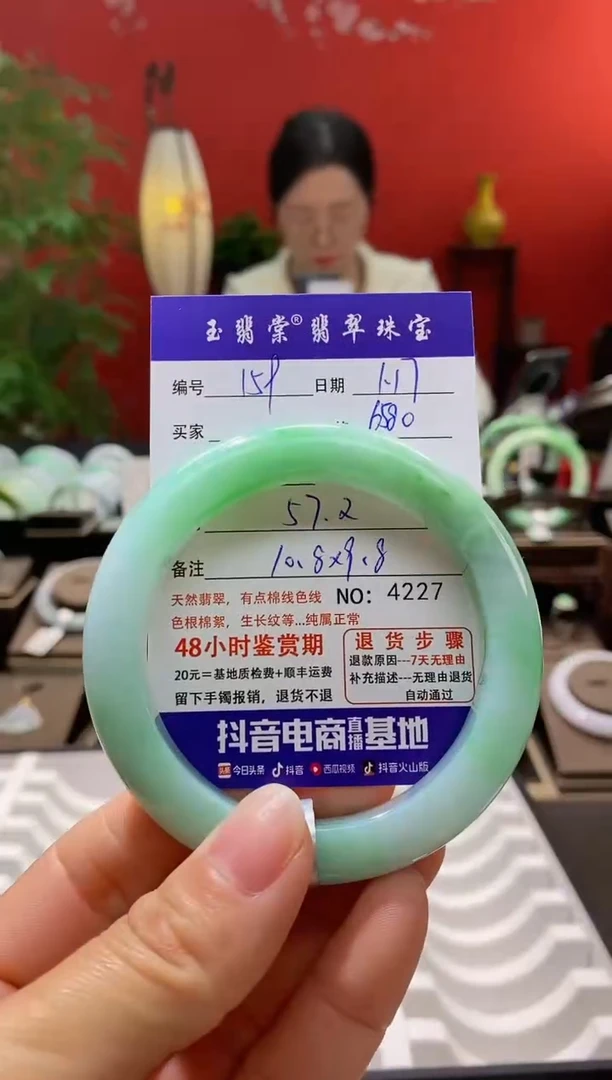 玉翡棠®翡翠珠宝
编号 159 日期 1.17
买家 6580
57.2
备注 10.8x9.8
天然翡翠，有点棉线色线 NO: 4227
色根棉絮，生长纹等...纯属正常
48小时鉴赏期
20元=基地质检费+顺丰运费
留下手镯报销，退货不退
退货步骤
退款原因---7天无理由
补充描述---无理由退货
自动通过
抖音电商直播基地
头条 今日头条 抖音 西瓜视频 抖音火山版